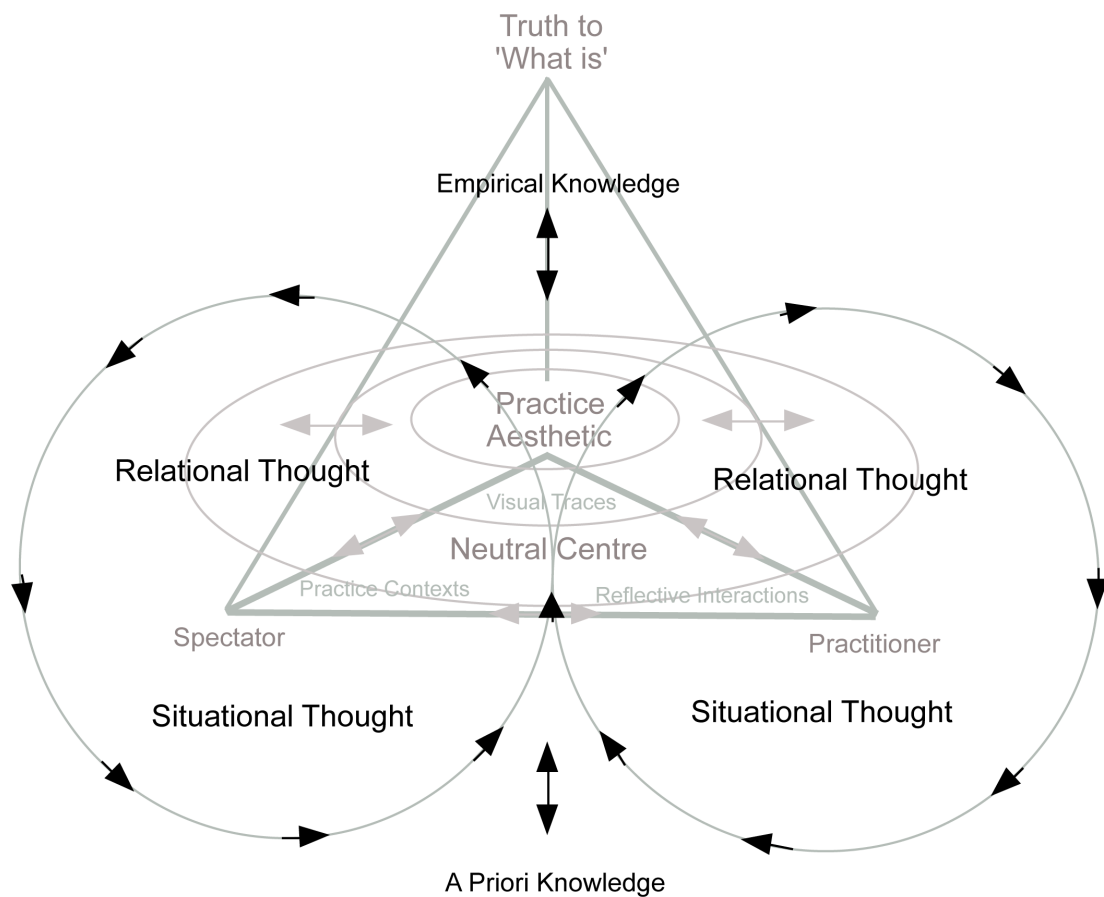 Truth to
'What is'
Empirical Knowledge
Practice
Aesthetic
Relational Thought
Relational Thought
Visual Traces
Neutral Centre
Practice Contexts
Reflective Interactions
Spectator
Practitioner
Situational Thought
Situational Thought
A Priori Knowledge